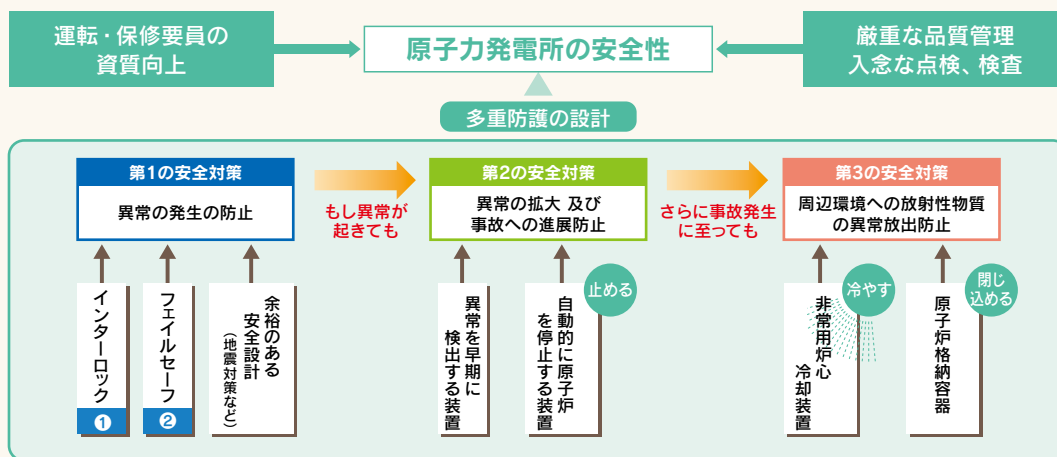 運転・保修要員の
資質向上
原子力発電所の安全性
厳重な品質管理
入念な点検、検査
多重防護の設計
第1の安全対策
異常の発生の防止
もし異常が
起きても
第2の安全対策
異常の拡大 及び
事故への進展防止
さらに事故発生
に至っても
第3の安全対策
周辺環境への放射性物質
の異常放出防止
インターロック
❶
フェイルセーフ
❷
余裕のある
安全設計
（地震対策など）
異常を早期に
検出する装置
止める
自動的に原子炉
を停止する装置
冷やす
非常用炉心
冷却装置
閉じ
込める
原子炉格納容器